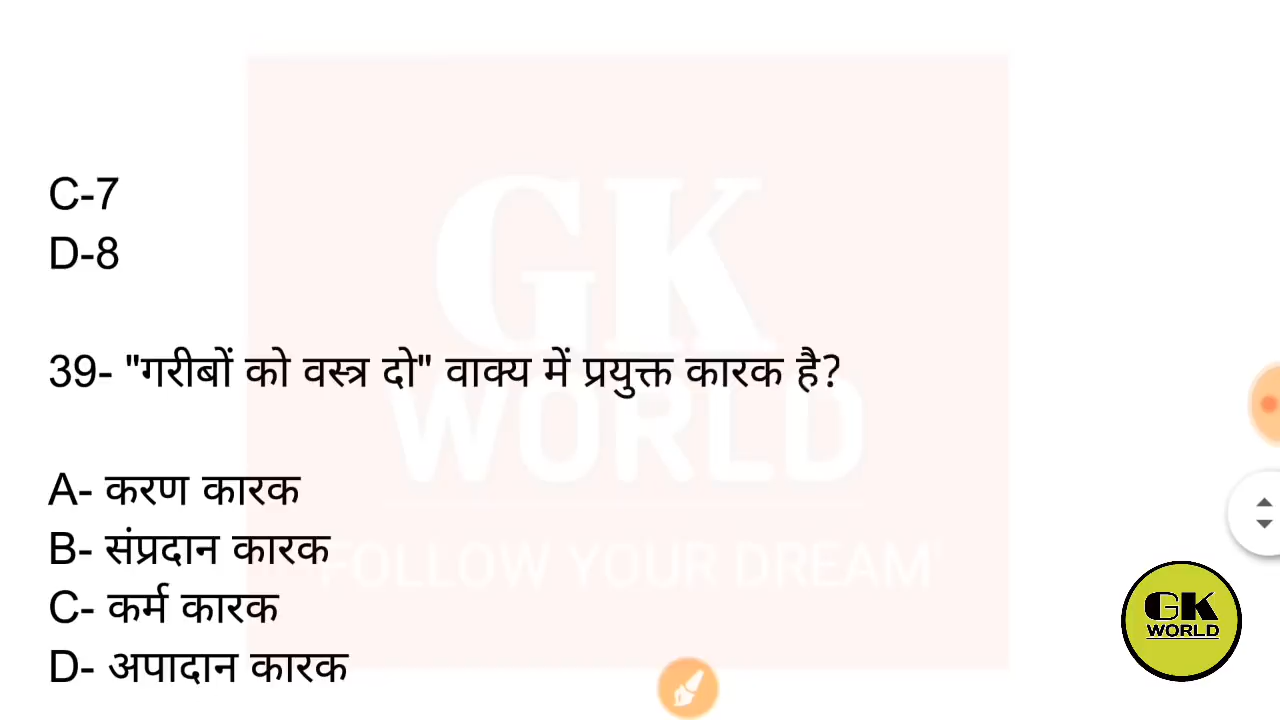 C-7
D-8
39- "गरीबों को वस्त्र दो" वाक्य में प्रयुक्त कारक है?
A- करण कारक
B- संप्रदान कारक
C- कर्म कारक
D- अपादान कारक
GK
WORLD
FOLLOW YOUR DREAM
GK
WORLD